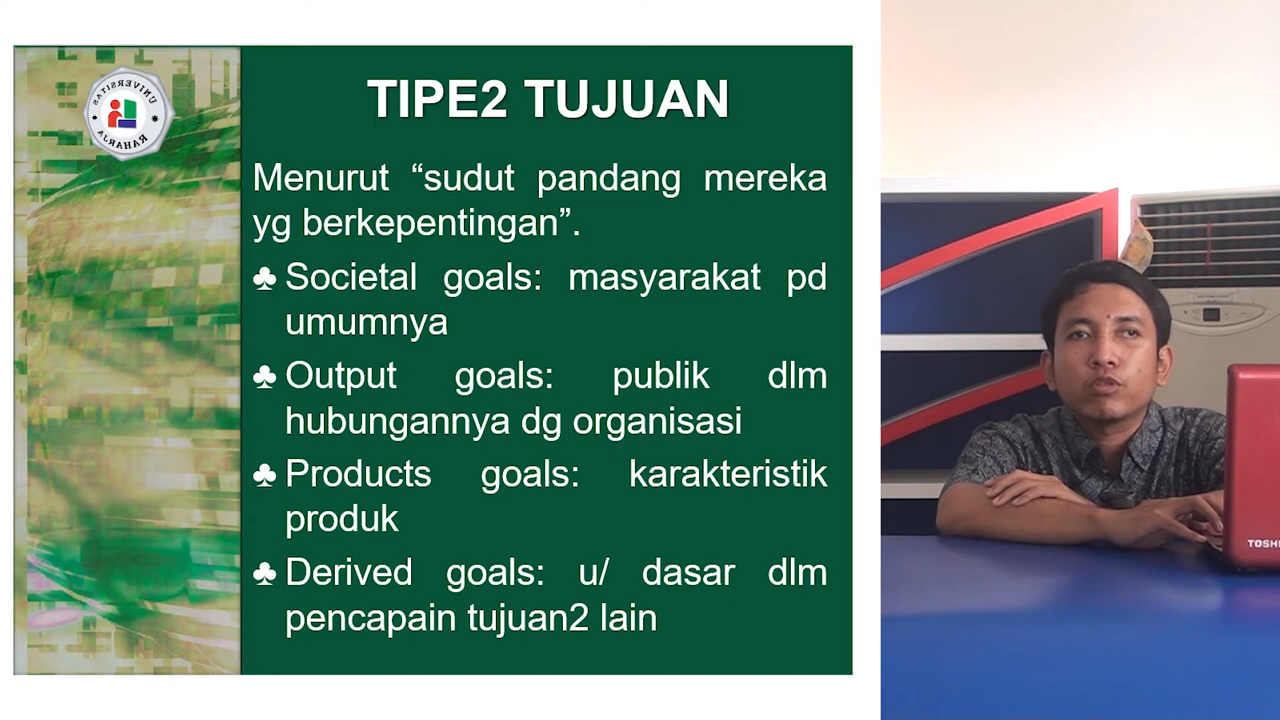 UNIVERSITAS
RAHARJA
TIPE2 TUJUAN
Menurut “sudut pandang mereka
yg berkepentingan”.
♣ Societal goals: masyarakat pd
umumnya
♣ Output goals: publik dlm
hubungannya dg organisasi
♣ Products goals: karakteristik
produk
♣ Derived goals: u/ dasar dlm
pencapain tujuan2 lain
TOSHI